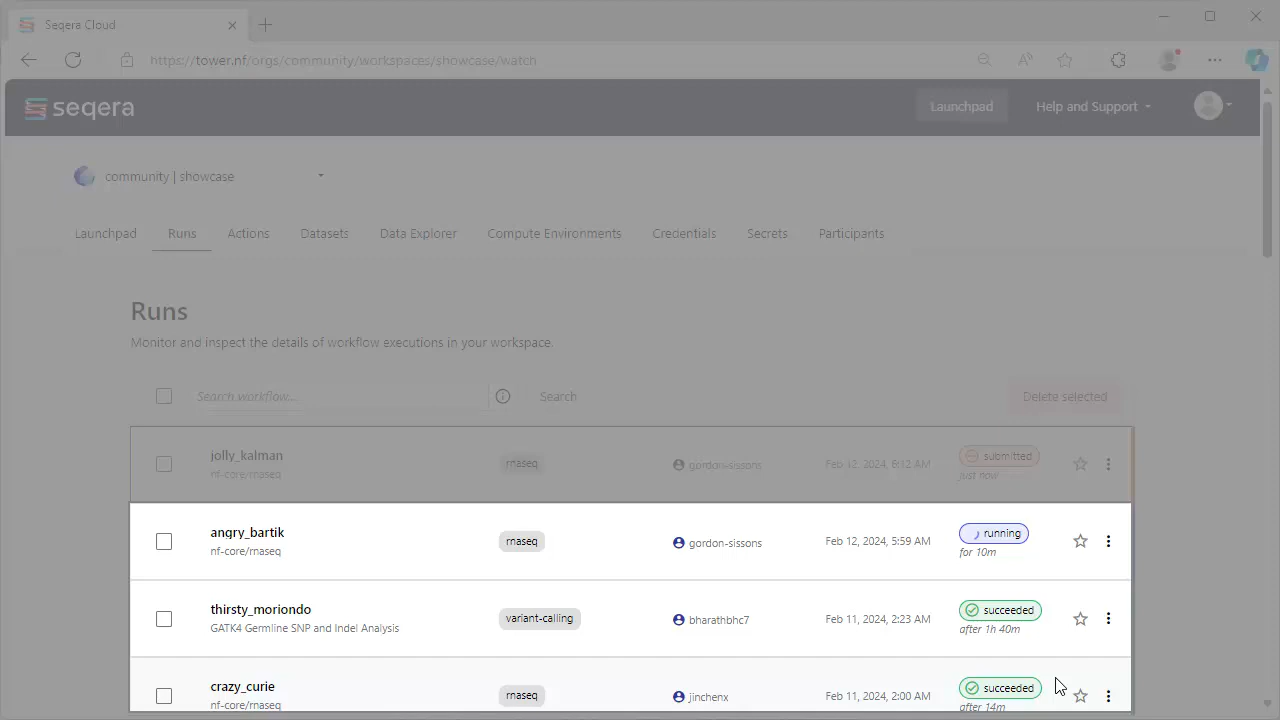 Seqera Cloud
https://tower.nf/orgs/community/workspaces/showcase/watch
seqera
Launchpad
Help and Support
community | showcase
Launchpad Runs Actions Datasets Data Explorer Compute Environments Credentials Secrets Participants
Runs
Monitor and inspect the details of workflow executions in your workspace.
Search workflow... Search Delete selected
jolly_kalman rnaseq gordon-sissons Feb 12, 2024, 6:12 AM submitted
nf-core/rnaseq just now
angry_bartik rnaseq gordon-sissons Feb 12, 2024, 5:59 AM running
nf-core/rnaseq for 10m
thirsty_moriondo variant-calling bharathbhc7 Feb 11, 2024, 2:23 AM succeeded
GATK4 Germline SNP and Indel Analysis after 1h 40m
crazy_curie rnaseq jinchenx Feb 11, 2024, 2:00 AM succeeded
nf-core/rnaseq after 14m